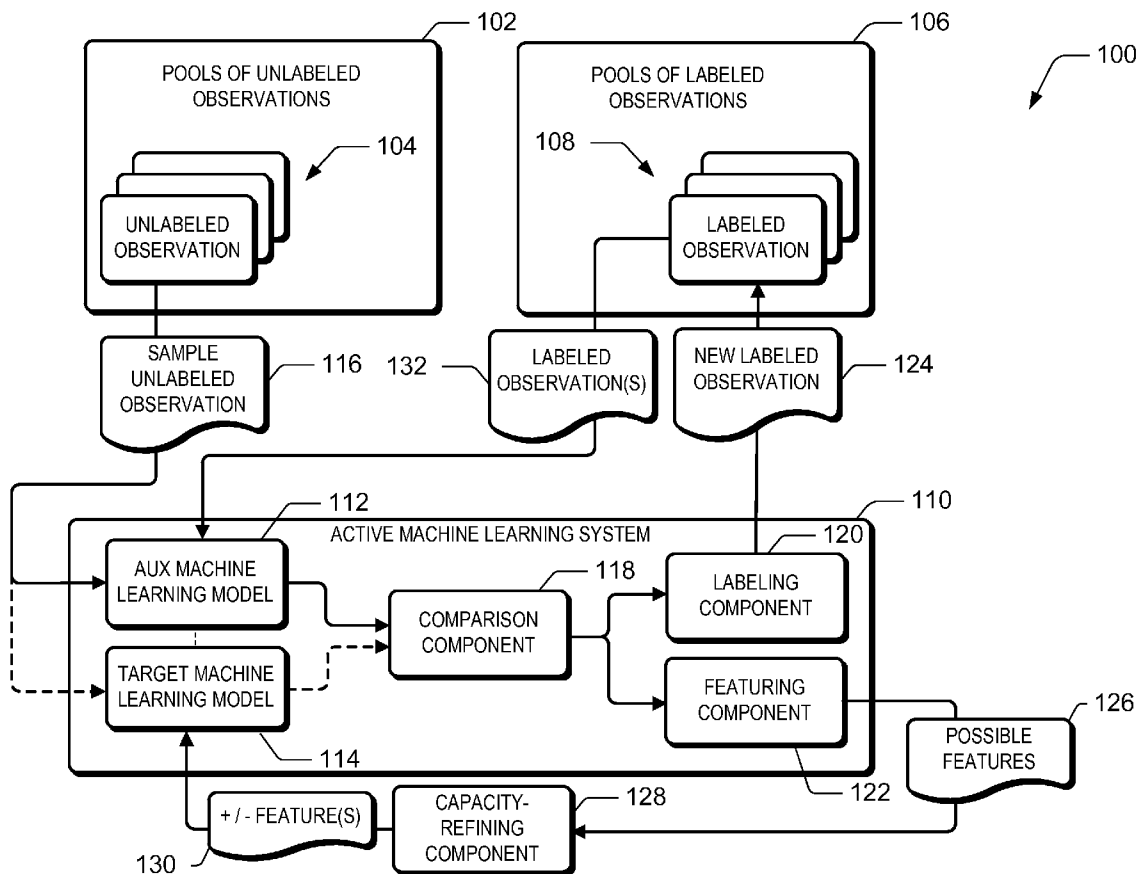 102
POOLS OF UNLABELED
OBSERVATIONS
104
UNLABELED
OBSERVATION
106
POOLS OF LABELED
OBSERVATIONS
108
LABELED
OBSERVATION
100
SAMPLE
UNLABELED
OBSERVATION
116
132
LABELED
OBSERVATION(S)
NEW LABELED
OBSERVATION
124
110
ACTIVE MACHINE LEARNING SYSTEM
112
AUX MACHINE
LEARNING MODEL
TARGET MACHINE
LEARNING MODEL
114
118
COMPARISON
COMPONENT
120
LABELING
COMPONENT
FEATURING
COMPONENT
122
126
POSSIBLE
FEATURES
128
CAPACITY-
REFINING
COMPONENT
+ / - FEATURE(S)
130